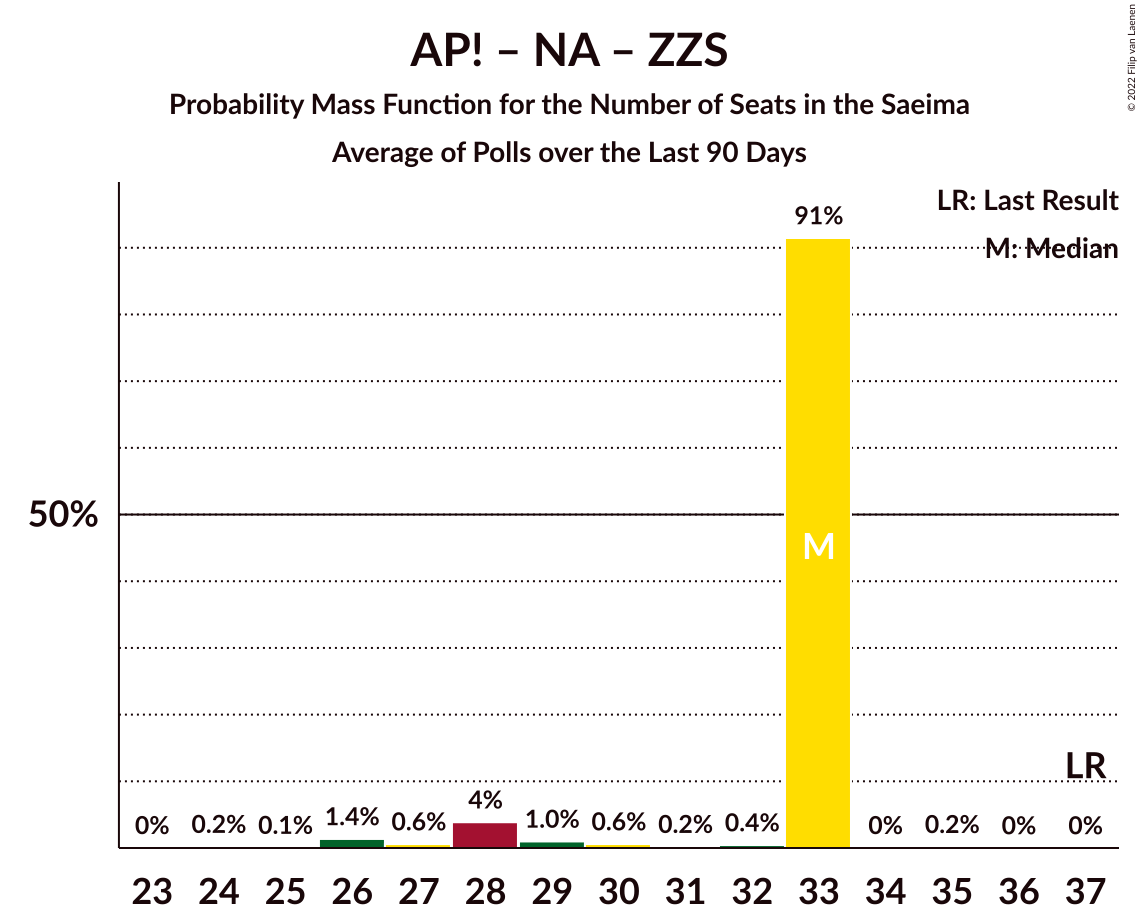 AP! – NA – ZZS
Probability Mass Function for the Number of Seats in the Saeima
Average of Polls over the Last 90 Days
© 2022 Filip van Laenen
LR: Last Result
M: Median
91%
50%
M
LR
0% 0.2% 0.1% 1.4% 0.6% 4% 1.0% 0.6% 0.2% 0.4% 0% 0.2% 0% 0%
23 24 25 26 27 28 29 30 31 32 33 34 35 36 37